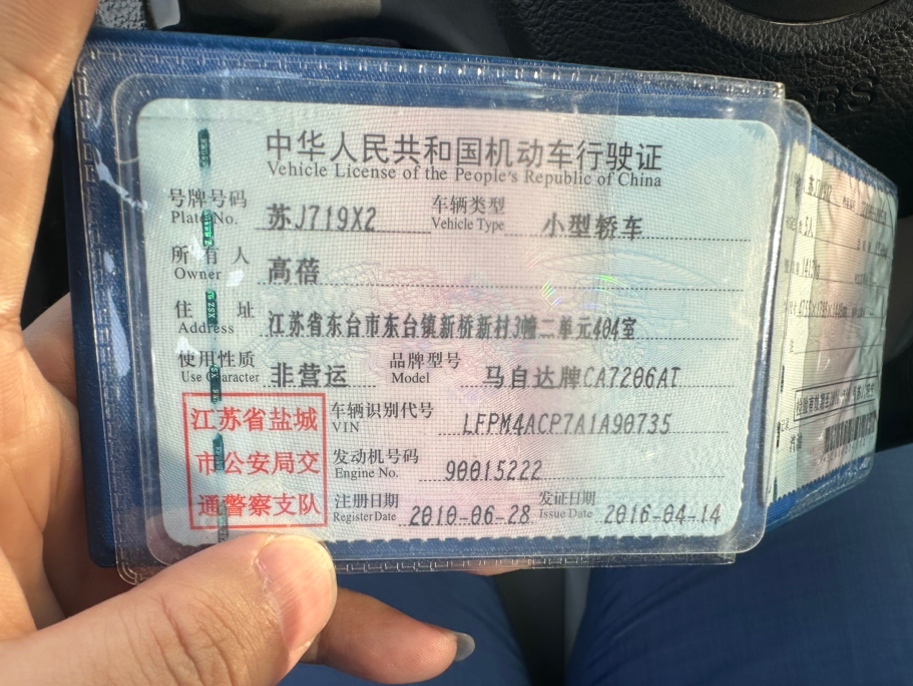 中华人民共和国机动车行驶证
Vehicle License of the People's Republic of China
号牌号码 苏J719X2 车辆类型 小型轿车
Plate No. Vehicle Type
所有人 高蓓
Owner
住址 江苏省东台市东台镇新桥新村3幢二单元404室
Address
使用性质 非营运 品牌型号 马自达牌CA7206AT
Use Character Model
江苏省盐城
市公安局交
通警察支队
车辆识别代号 LFPM4ACP7A1A90735
VIN
发动机号码 90015222
Engine No.
注册日期 2010-06-28 发证日期 2016-04-14
Register Date Issue Date